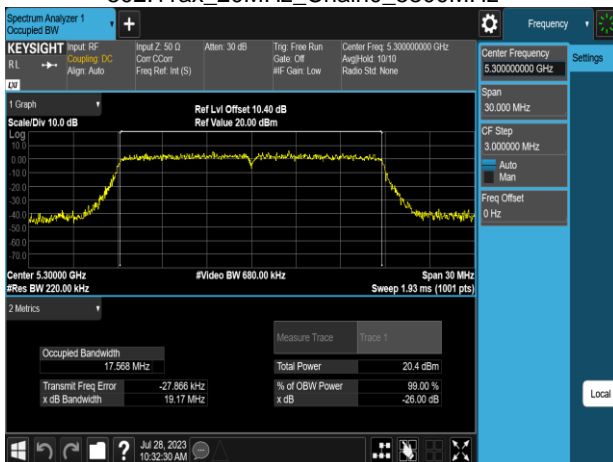 802.11ax_20MHz_Chain0_5300MHz
Spectrum Analyzer 1
Occupied BW
Frequency
KEYSIGHT
RL
Input: RF
Coupling: DC
Align: Auto
Input Z: 50 Ω
Corr CCorr
Freq Ref: Int (S)
Atten: 30 dB
Trig: Free Run
Gate: Off
#IF Gain: Low
Center Freq: 5.300000000 GHz
Avg|Hold: 10/10
Radio Std: None
LXI
Center Frequency
5.300000000 GHz
Settings
Span
30.000 MHz
CF Step
3.000000 MHz
Auto
Man
Freq Offset
0 Hz
Local
1 Graph
Scale/Div 10.0 dB
Ref Lvl Offset 10.40 dB
Ref Value 20.00 dBm
Log
10.0
0.00
-10.0
-20.0
-30.0
-40.0
-50.0
-60.0
-70.0
Center 5.30000 GHz
#Video BW 680.00 kHz
Span 30 MHz
#Res BW 220.00 kHz
Sweep 1.93 ms (1001 pts)
2 Metrics
Measure Trace
Trace 1
Occupied Bandwidth
17.568 MHz
Total Power
20.4 dBm
Transmit Freq Error
-27.866 kHz
% of OBW Power
99.00 %
x dB Bandwidth
19.17 MHz
x dB
-26.00 dB
?
Jul 28, 2023
10:32:30 AM